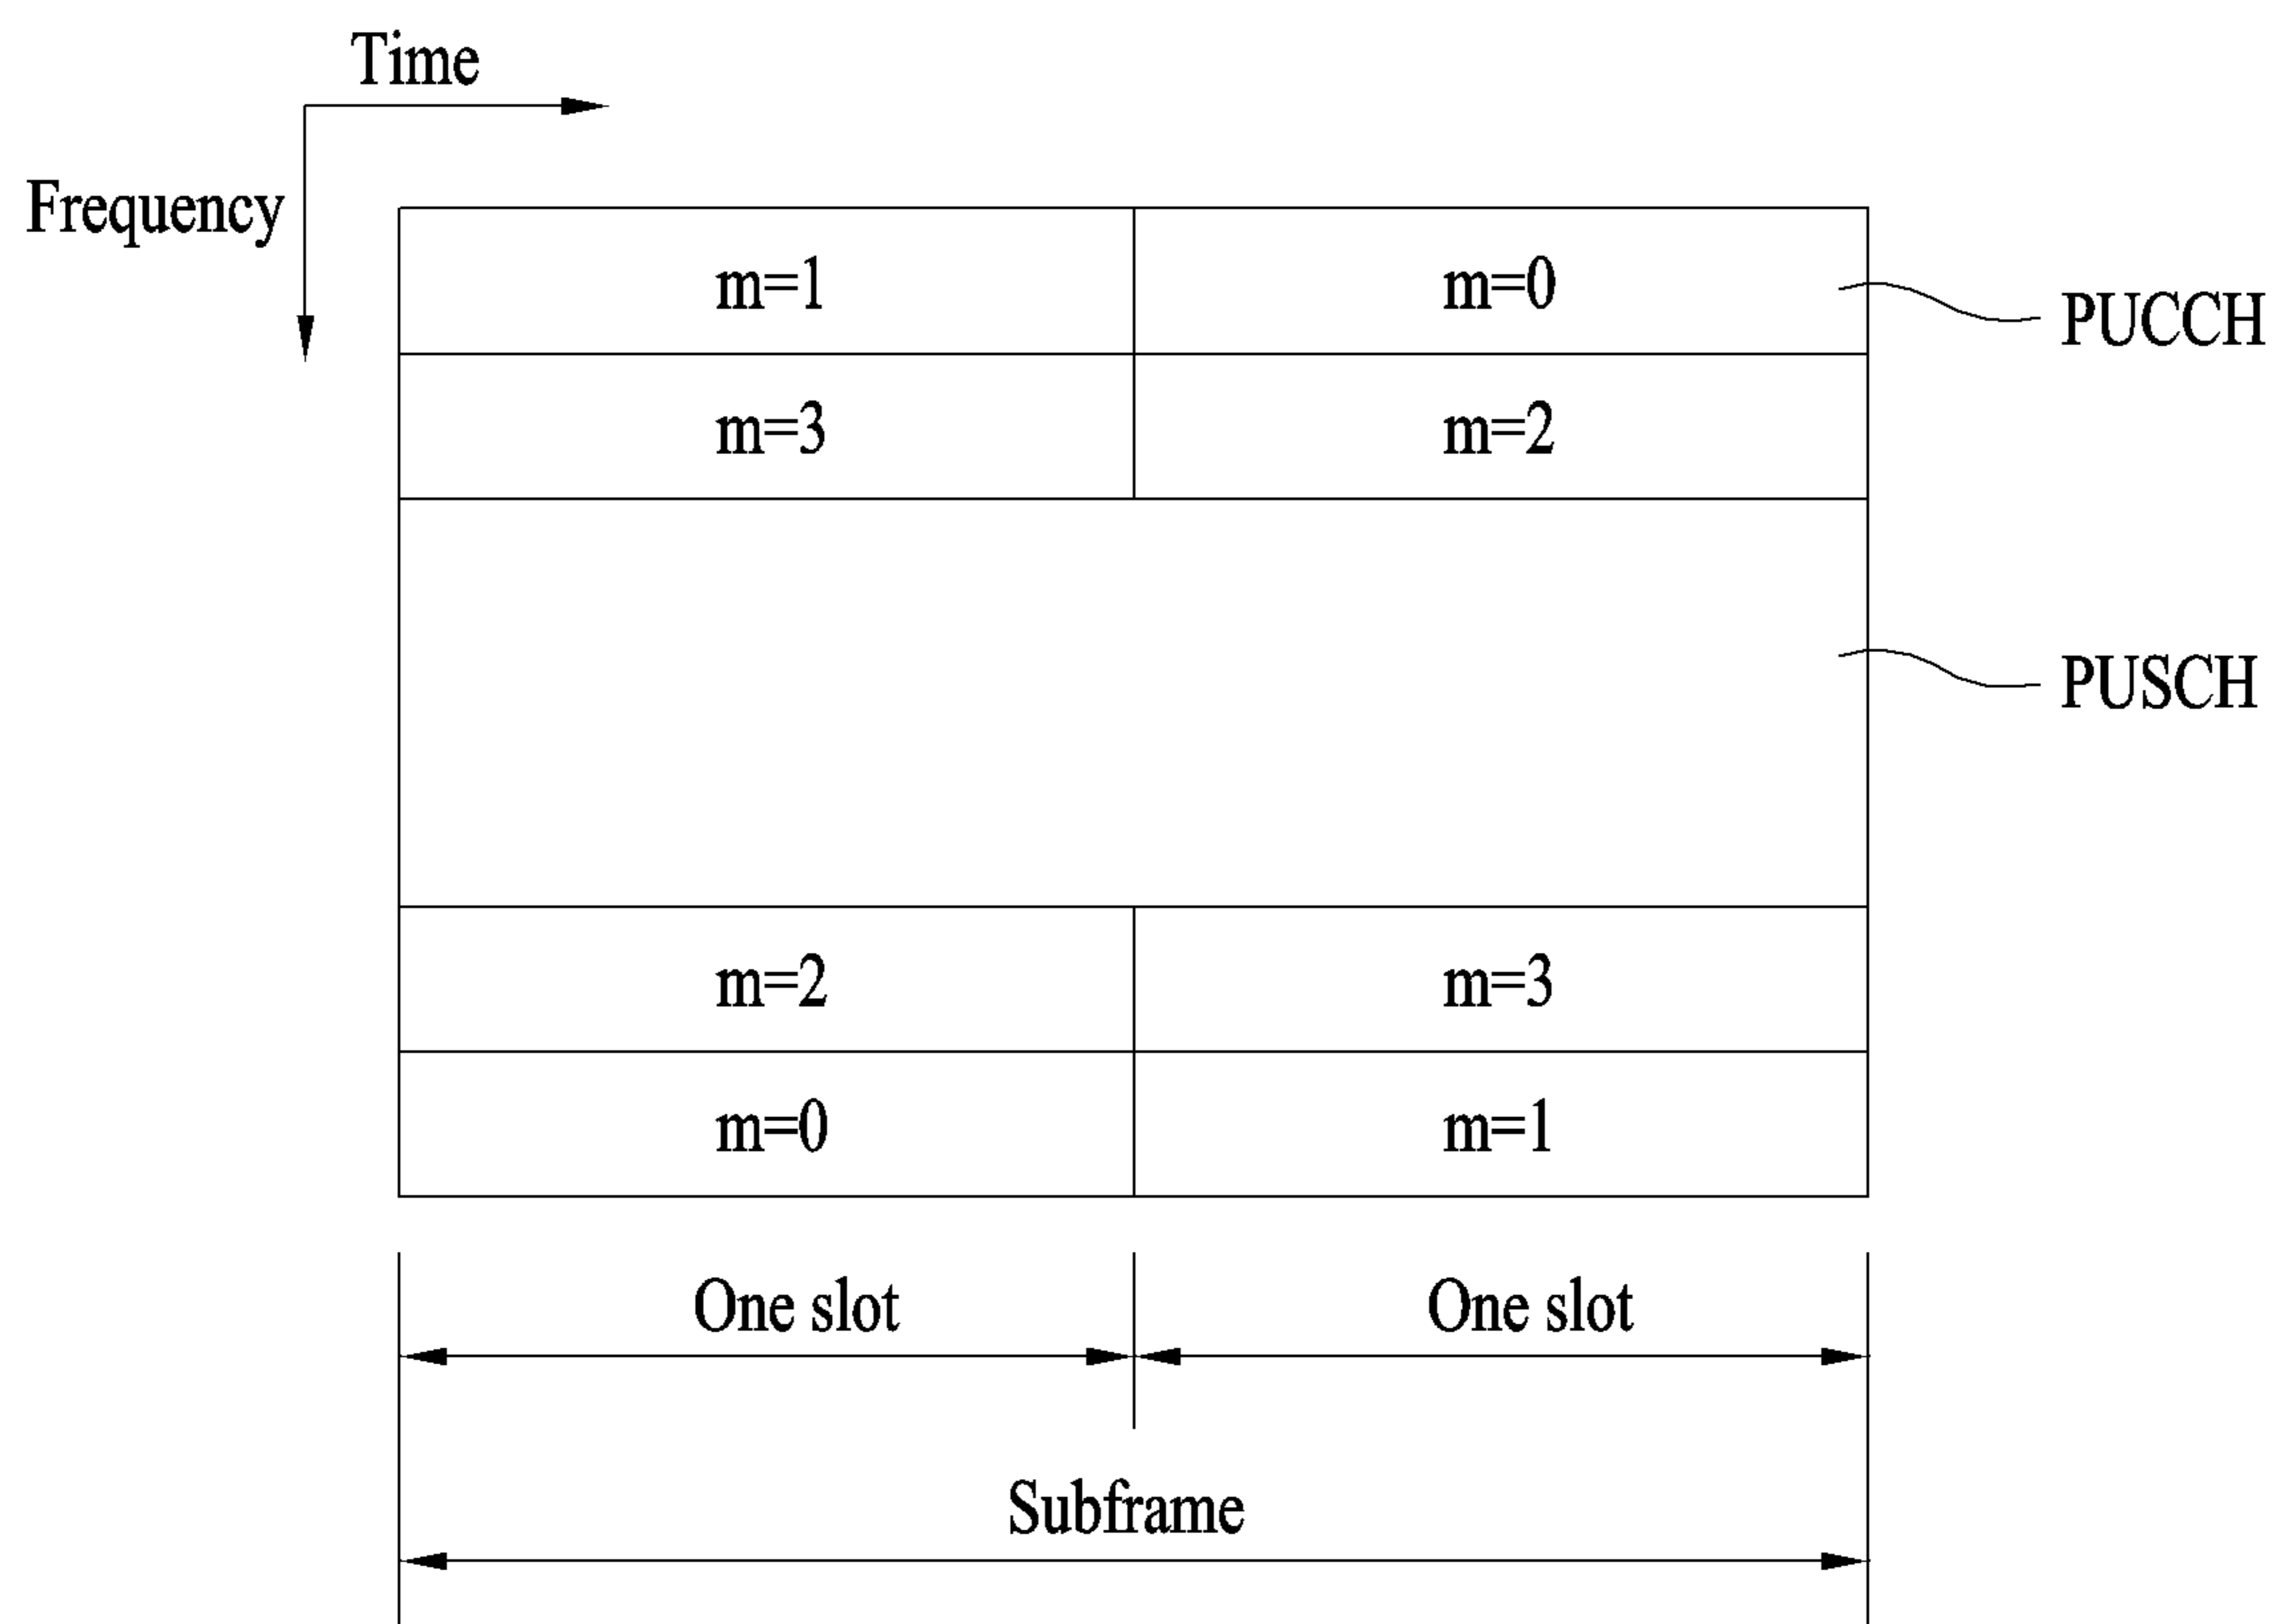 Time
Frequency
m=1 m=0
PUCCH
m=3 m=2
PUSCH
m=2 m=3
m=0 m=1
One slot One slot
Subframe